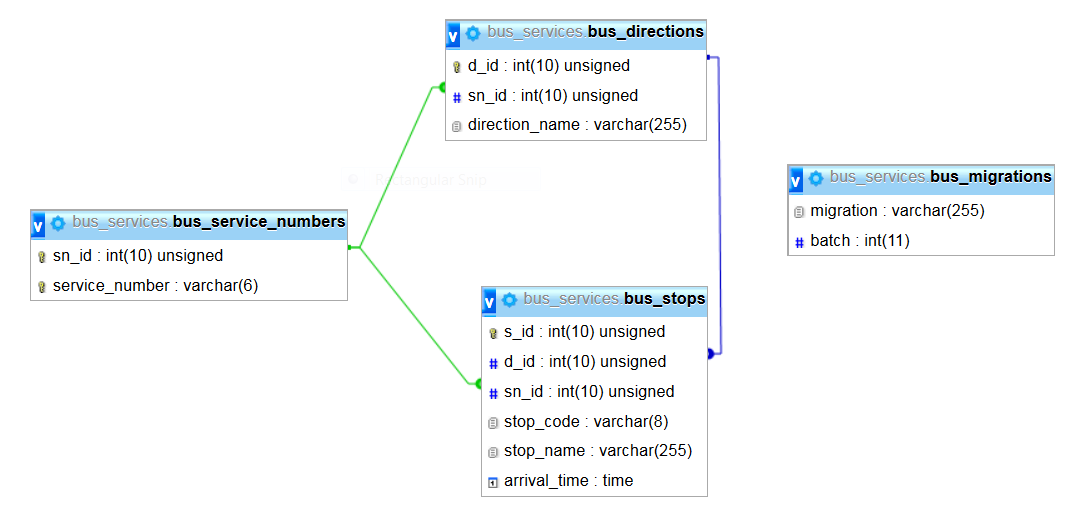 v bus_services.bus_directions
d_id : int(10) unsigned
# sn_id : int(10) unsigned
direction_name : varchar(255)
v bus_services.bus_migrations
migration : varchar(255)
# batch : int(11)
Rectangular Snip
v bus_services.bus_service_numbers
sn_id : int(10) unsigned
service_number : varchar(6)
v bus_services.bus_stops
s_id : int(10) unsigned
# d_id : int(10) unsigned
# sn_id : int(10) unsigned
stop_code : varchar(8)
stop_name : varchar(255)
arrival_time : time